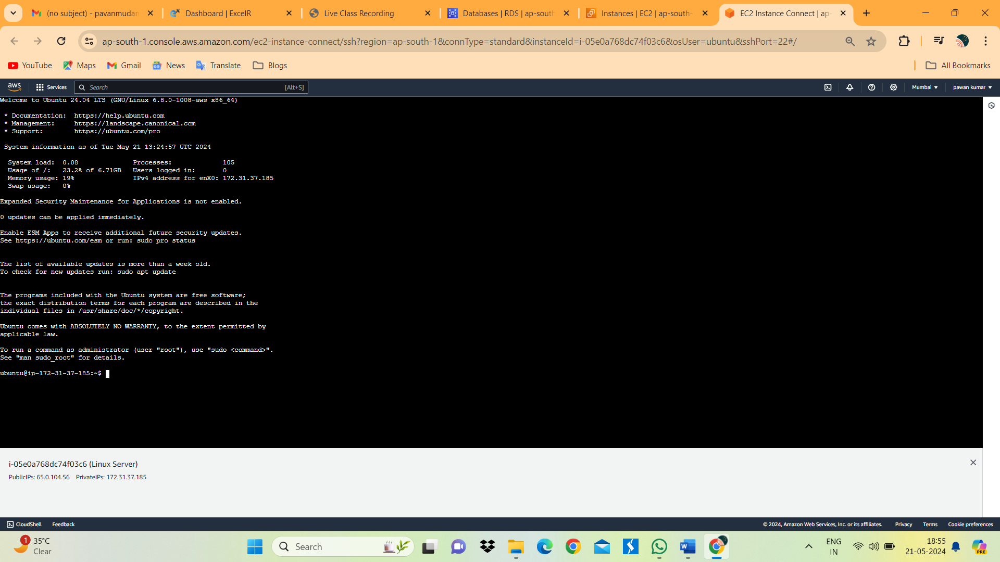 (no subject) - pavanmudan
Dashboard | ExcelR
Live Class Recording
Databases | RDS | ap-south
Instances | EC2 | ap-south-
EC2 Instance Connect | ap-
ap-south-1.console.aws.amazon.com/ec2-instance-connect/ssh?region=ap-south-1&connType=standard&instanceId=i-05e0a768dc74f03c6&osUser=ubuntu&sshPort=22#/
YouTube
Maps
Gmail
News
Translate
Blogs
All Bookmarks
aws
Services
Search
[Alt+S]
Mumbai
pawan kumar
Welcome to Ubuntu 24.04 LTS (GNU/Linux 6.8.0-1008-aws x86_64)
* Documentation: https://help.ubuntu.com
* Management: https://landscape.canonical.com
* Support: https://ubuntu.com/pro
System information as of Tue May 21 13:24:57 UTC 2024
System load: 0.08 Processes: 105
Usage of /: 23.2% of 6.71GB Users logged in: 0
Memory usage: 19% IPv4 address for enX0: 172.31.37.185
Swap usage: 0%
Expanded Security Maintenance for Applications is not enabled.
0 updates can be applied immediately.
Enable ESM Apps to receive additional future security updates.
See https://ubuntu.com/esm or run: sudo pro status
The list of available updates is more than a week old.
To check for new updates run: sudo apt update
The programs included with the Ubuntu system are free software;
the exact distribution terms for each program are described in the
individual files in /usr/share/doc/*/copyright.
Ubuntu comes with ABSOLUTELY NO WARRANTY, to the extent permitted by
applicable law.
To run a command as administrator (user "root"), use "sudo <command>".
See "man sudo_root" for details.
ubuntu@ip-172-31-37-185:~$
i-05e0a768dc74f03c6 (Linux Server)
PublicIPs: 65.0.104.56 PrivateIPs: 172.31.37.185
CloudShell
Feedback
© 2024, Amazon Web Services, Inc. or its affiliates.
Privacy
Terms
Cookie preferences
1
35°C
Clear
Search
ENG
IN
18:55
21-05-2024
PRE